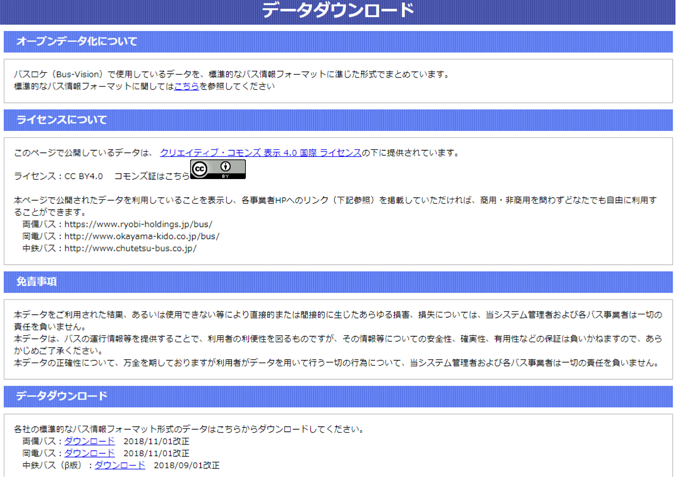 データダウンロード
オープンデータ化について
バスロケ（Bus-Vision）で使用しているデータを、標準的なバス情報フォーマットに準じた形式でまとめています。
標準的なバス情報フォーマットに関してはこちらを参照してください
ライセンスについて
このページで公開しているデータは、 クリエイティブ・コモンズ 表示 4.0 国際 ライセンスの下に提供されています。
ライセンス：CC BY4.0　コモンズ証はこちら CC BY
本ページで公開されたデータを利用していることを表示し、各事業者HPへのリンク（下記参照）を掲載していただければ、商用・非商用を問わずどなたでも自由に利用す
ることができます。
両備バス：https://www.ryobi-holdings.jp/bus/
岡電バス：http://www.okayama-kido.co.jp/bus/
中鉄バス：http://www.chutetsu-bus.co.jp/
免責事項
本データをご利用された結果、あるいは使用できない等により直接的または間接的に生じたあらゆる損害、損失については、当システム管理者および各バス事業者は一切の
責任を負いません。
本データは、バスの運行情報等を提供することで、利用者の利便性を図るものですが、その情報等についての安全性、確実性、有用性などの保証は負いかねますので、あら
かじめご了承ください。
本データの正確性について、万全を期しておりますが利用者がデータを用いて行う一切の行為について、当システム管理者および各バス事業者は一切の責任を負いません。
データダウンロード
各社の標準的なバス情報フォーマット形式のデータはこちらからダウンロードしてください。
両備バス：ダウンロード　2018/11/01改正
岡電バス：ダウンロード　2018/11/01改正
中鉄バス（β版）：ダウンロード　2018/09/01改正